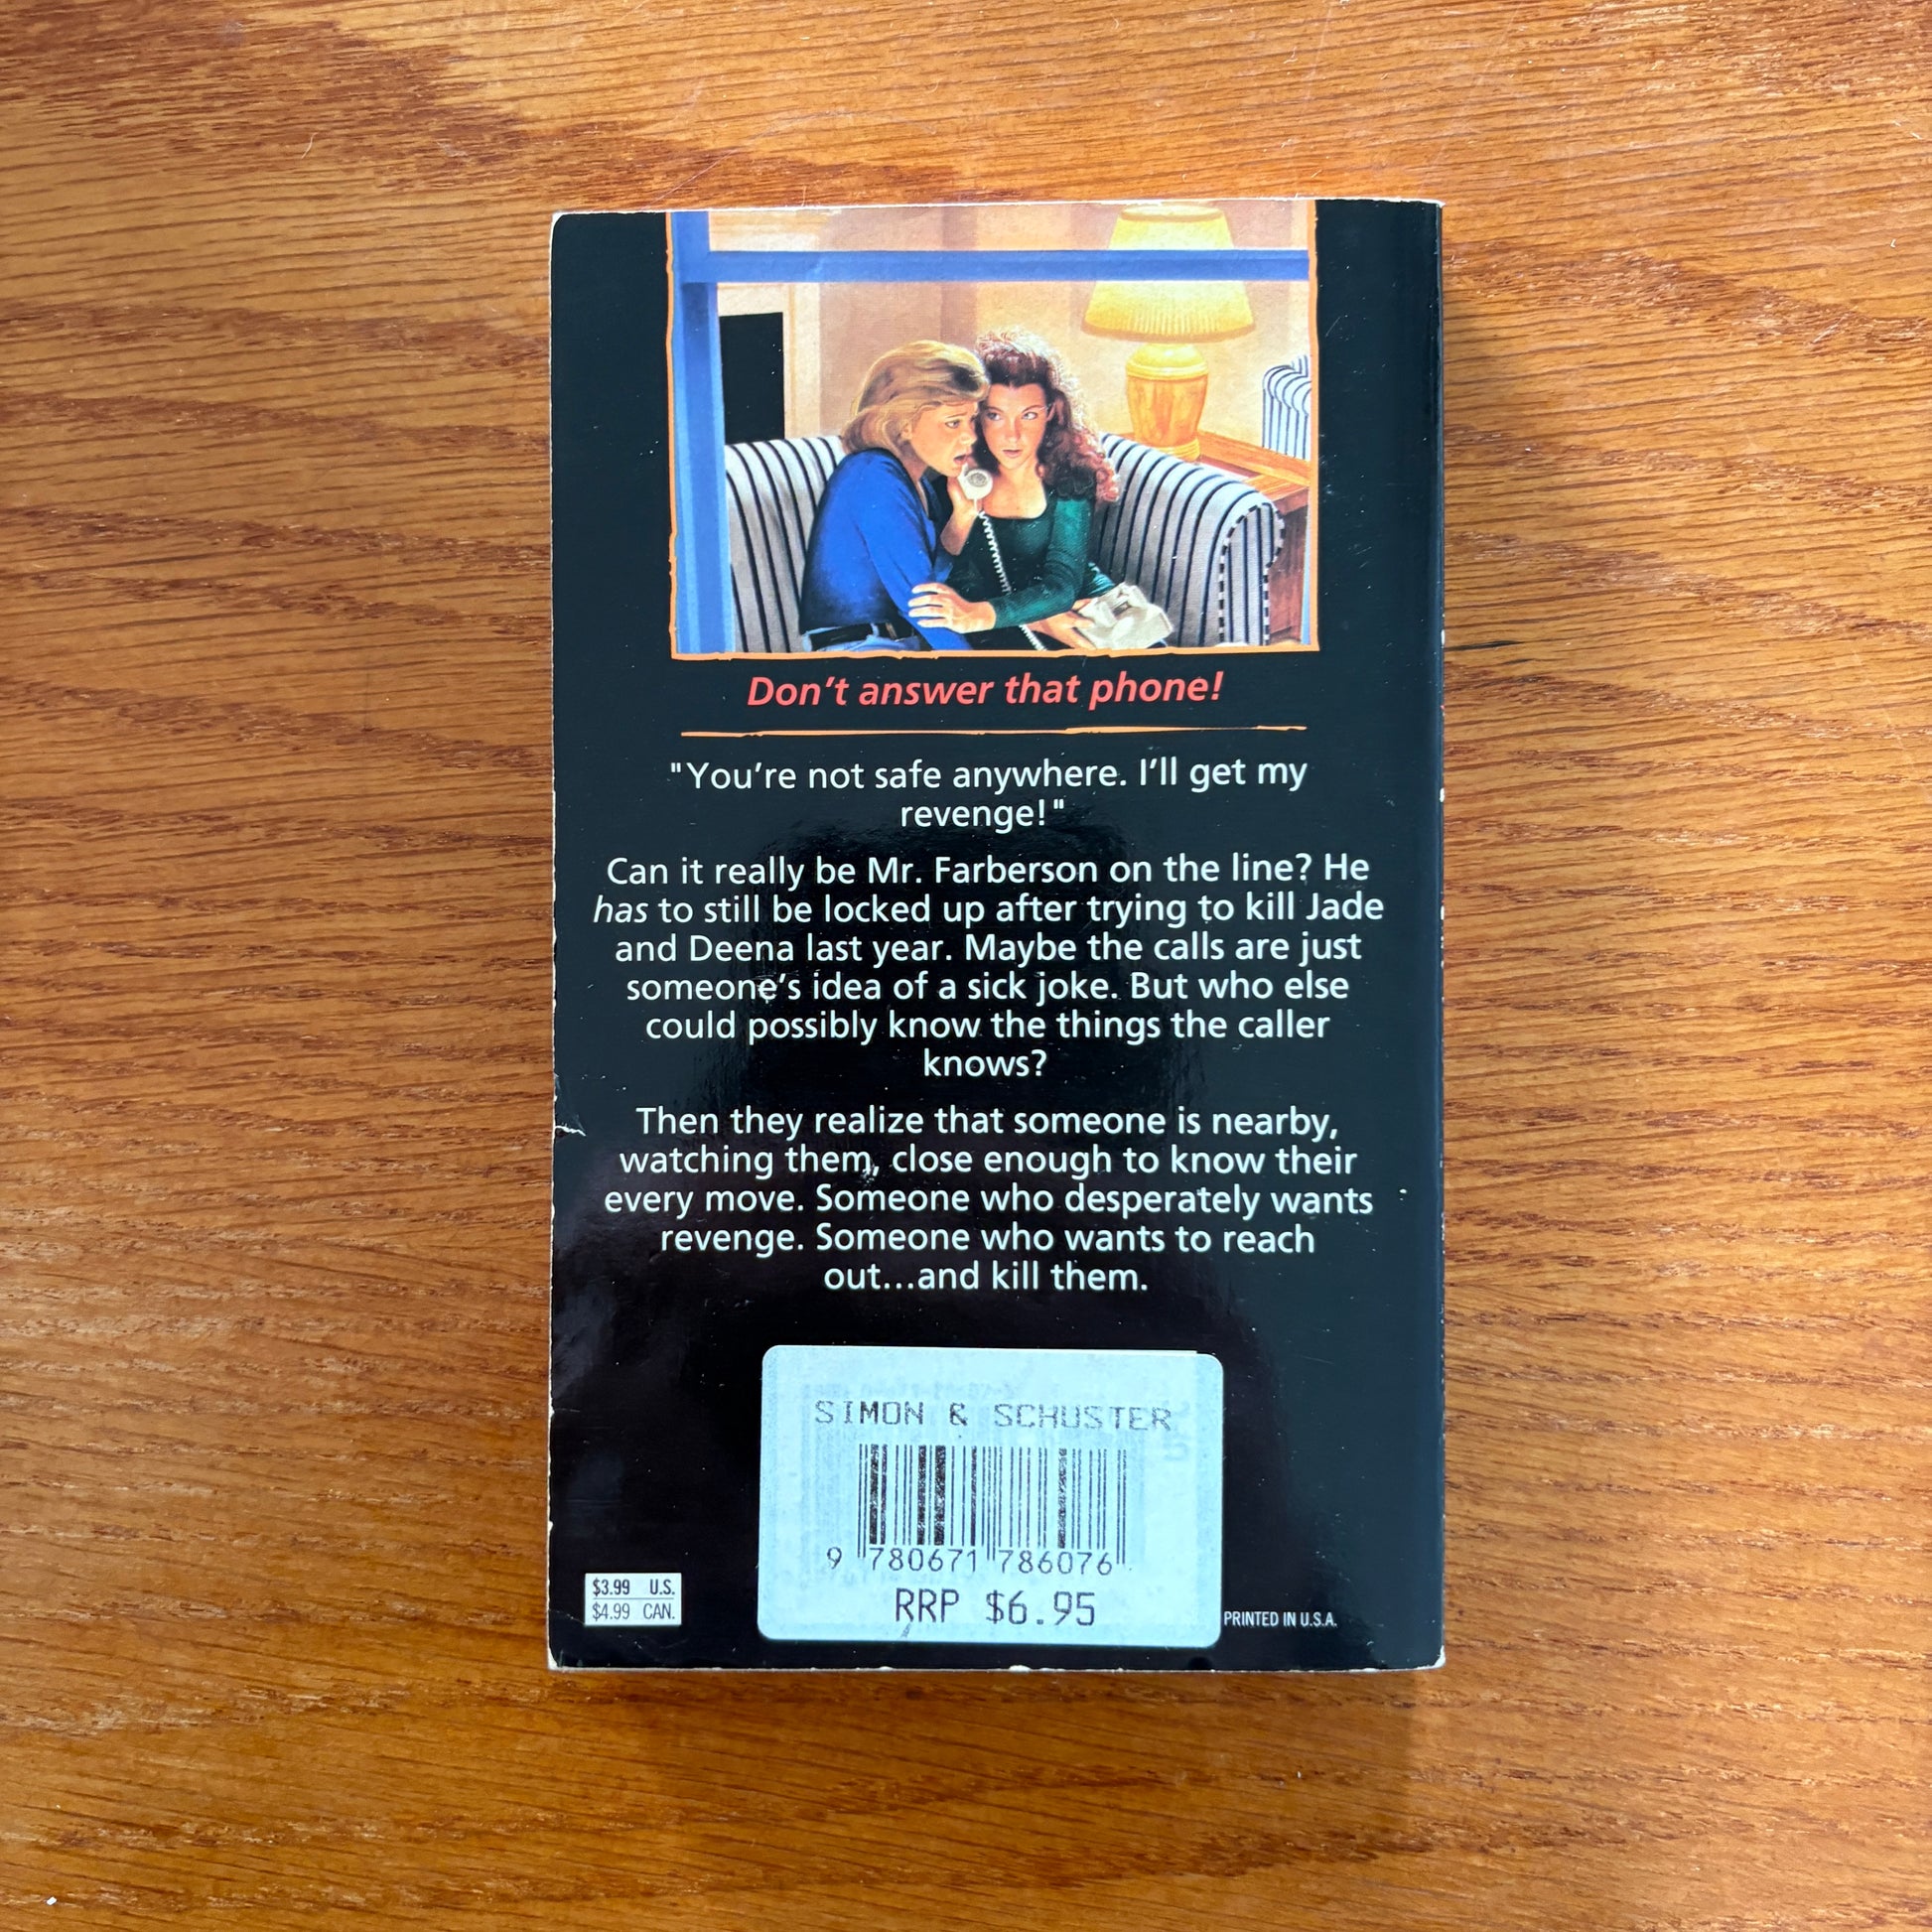 Don't answer that phone!
"You're not safe anywhere. I'll get my
revenge!"
Can it really be Mr. Farberson on the line? He
has to still be locked up after trying to kill Jade
and Deena last year. Maybe the calls are just
someone's idea of a sick joke. But who else
could possibly know the things the caller
knows?
Then they realize that someone is nearby,
watching them, close enough to know their
every move. Someone who desperately wants
revenge. Someone who wants to reach
out...and kill them.
SIMON & SCHUSTER
9 780671 786076
RRP $6.95
$3.99 U.S.
$4.99 CAN.
PRINTED IN U.S.A.